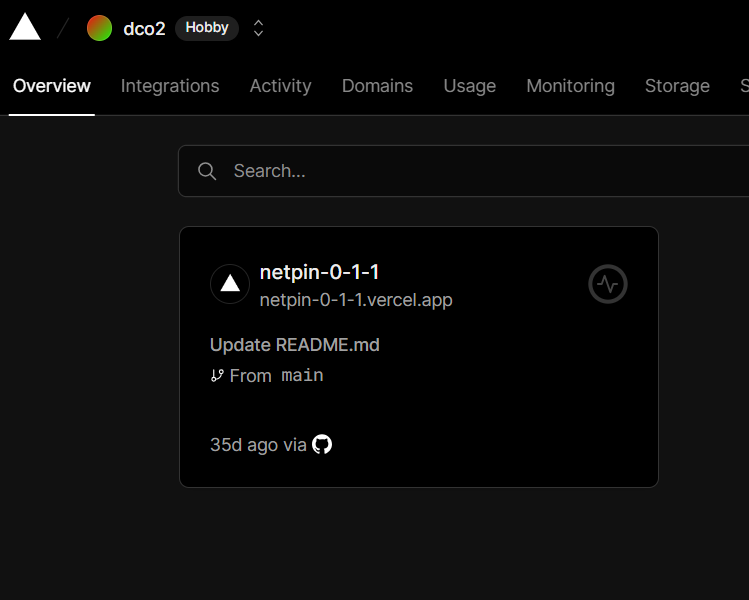 dco2 Hobby
Overview Integrations Activity Domains Usage Monitoring Storage S
Search...
netpin-0-1-1
netpin-0-1-1.vercel.app
Update README.md
From main
35d ago via